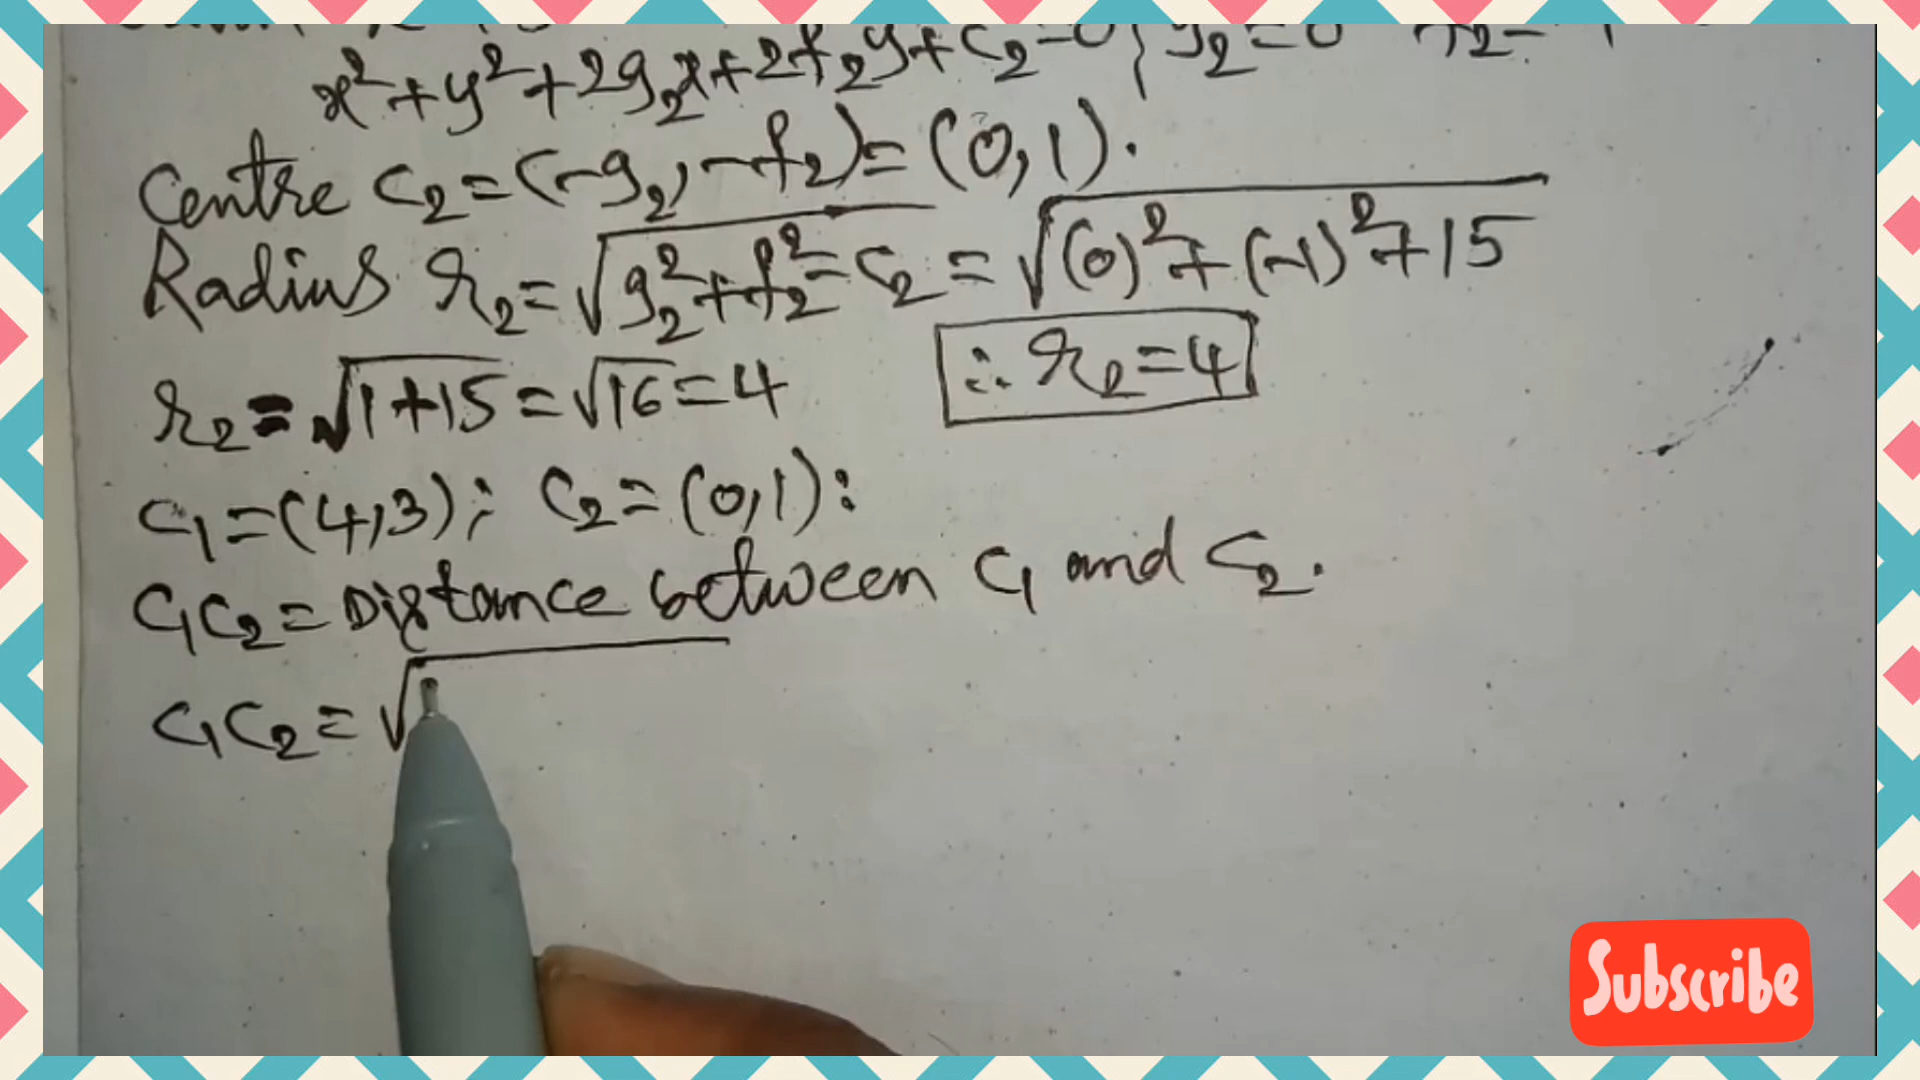 x²+y²+2g₂x+2f₂y+c₂=0} g₂=0
Centre C₂=(-g₂,-f₂)=(0,1).
Radius r₂=√g₂²+f₂²-c₂ = √(0)²+(-1)²+15
r₂=√1+15=√16=4 ∴ r₂=4
C₁=(4,3); C₂=(0,1):
C₁C₂=Distance between C₁ and C₂.
C₁C₂=√
Subscribe